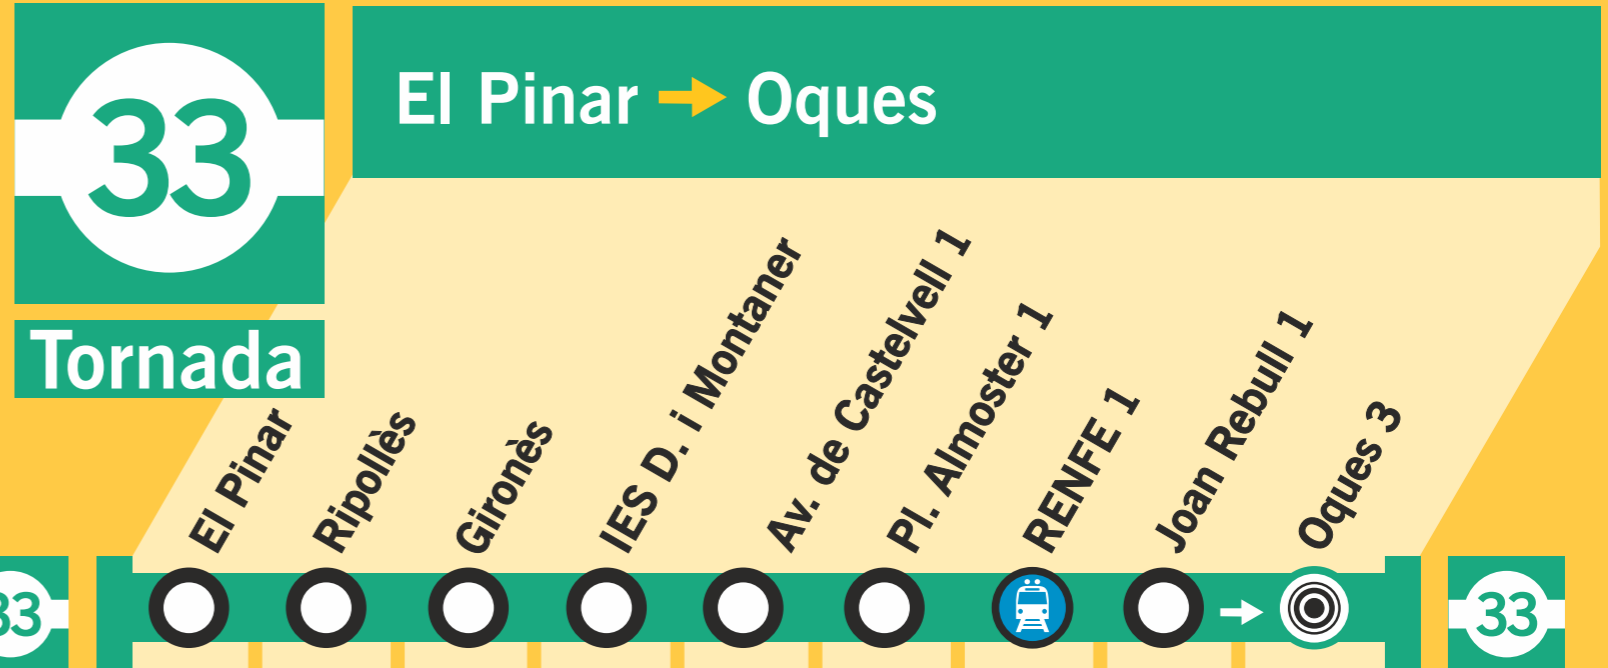 33
El Pinar → Oques
Tornada
El Pinar
Ripollès
Gironès
IES D. i Montaner
Av. de Castelvell 1
Pl. Almoster 1
RENFE 1
Joan Rebull 1
Oques 3
33
33